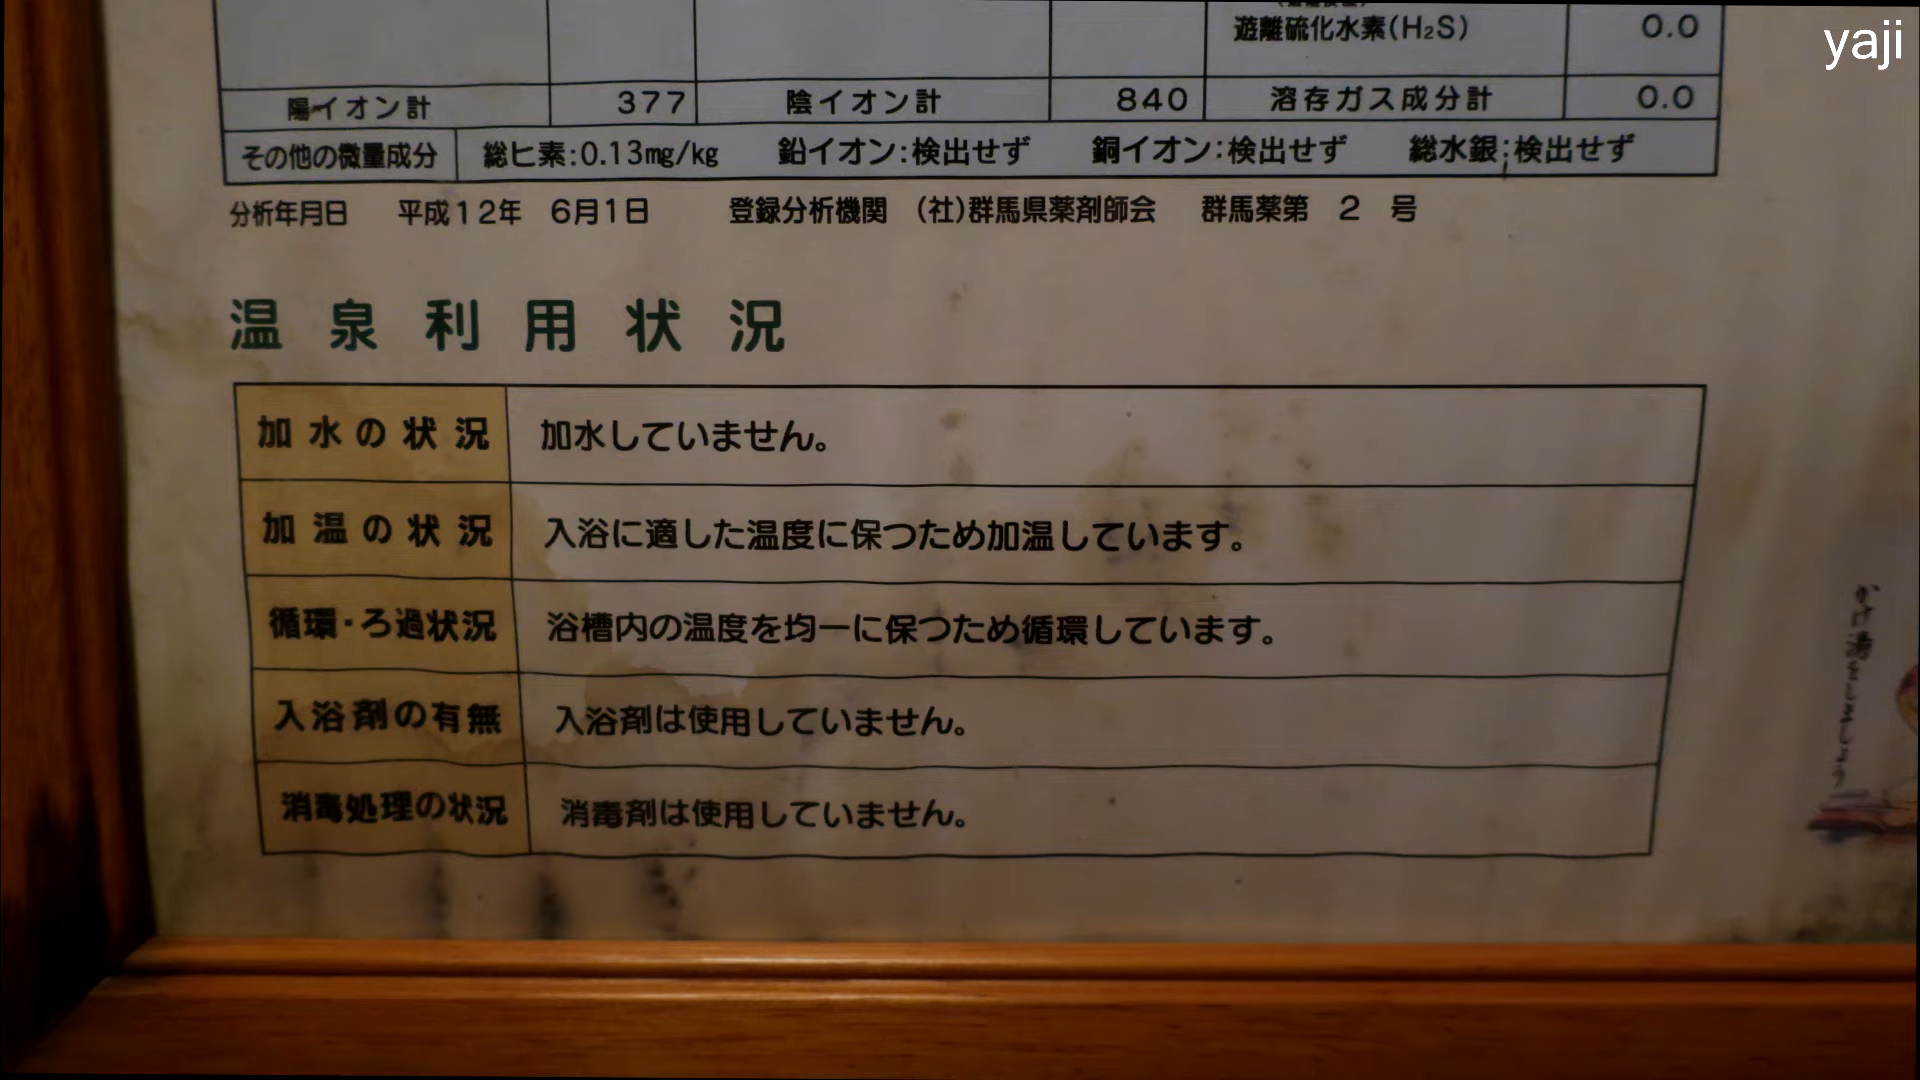 yaji
遊離硫化水素(H₂S) 0.0
陽イオン計 377 陰イオン計 840 溶存ガス成分計 0.0
その他の微量成分 総ヒ素:0.13mg/kg 鉛イオン:検出せず 銅イオン:検出せず 総水銀:検出せず
分析年月日 平成12年 6月1日 登録分析機関 (社)群馬県薬剤師会 群馬薬第 2 号
温泉利用状況
加水の状況 加水していません。
加温の状況 入浴に適した温度に保つため加温しています。
循環・ろ過状況 浴槽内の温度を均一に保つため循環しています。
入浴剤の有無 入浴剤は使用していません。
消毒処理の状況 消毒剤は使用していません。
かけ湯をしましょう